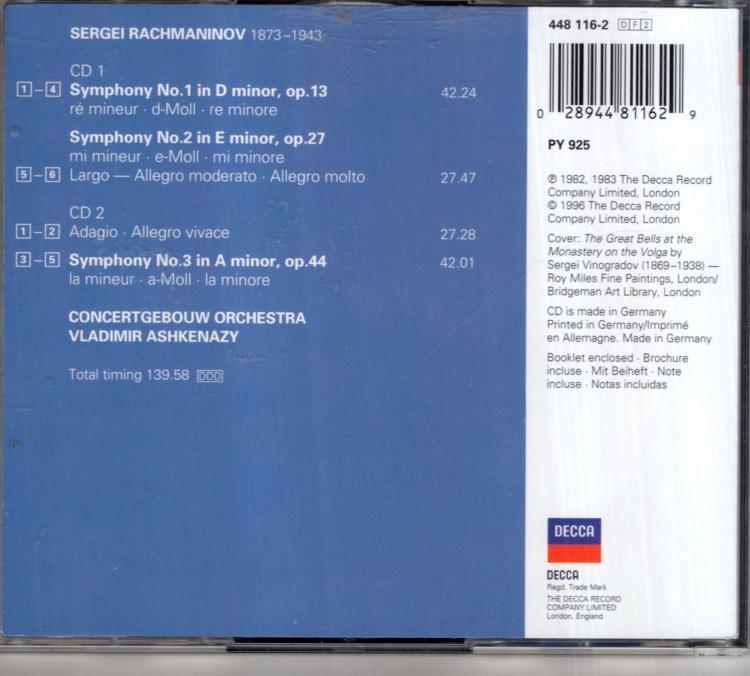 SERGEI RACHMANINOV 1873–1943
CD 1
1 – 4 Symphony No.1 in D minor, op.13 42.24
ré mineur · d-Moll · re minore
Symphony No.2 in E minor, op.27
mi mineur · e-Moll · mi minore
5 – 6 Largo — Allegro moderato · Allegro molto 27.47
CD 2
1 – 2 Adagio · Allegro vivace 27.28
3 – 5 Symphony No.3 in A minor, op.44 42.01
la mineur · a-Moll · la minore
CONCERTGEBOUW ORCHESTRA
VLADIMIR ASHKENAZY
Total timing 139.58 DDD
448 116-2 DF2
0 28944 81162 9
PY 925
℗ 1982, 1983 The Decca Record
Company Limited, London
© 1996 The Decca Record
Company Limited, London
Cover: The Great Bells at the
Monastery on the Volga by
Sergei Vinogradov (1869–1938) —
Roy Miles Fine Paintings, London/
Bridgeman Art Library, London
CD is made in Germany
Printed in Germany/Imprimé
en Allemagne. Made in Germany
Booklet enclosed · Brochure
incluse · Mit Beiheft · Note
incluse · Notas incluidas
DECCA
DECCA
Regd. Trade Mark
THE DECCA RECORD
COMPANY LIMITED
London, England